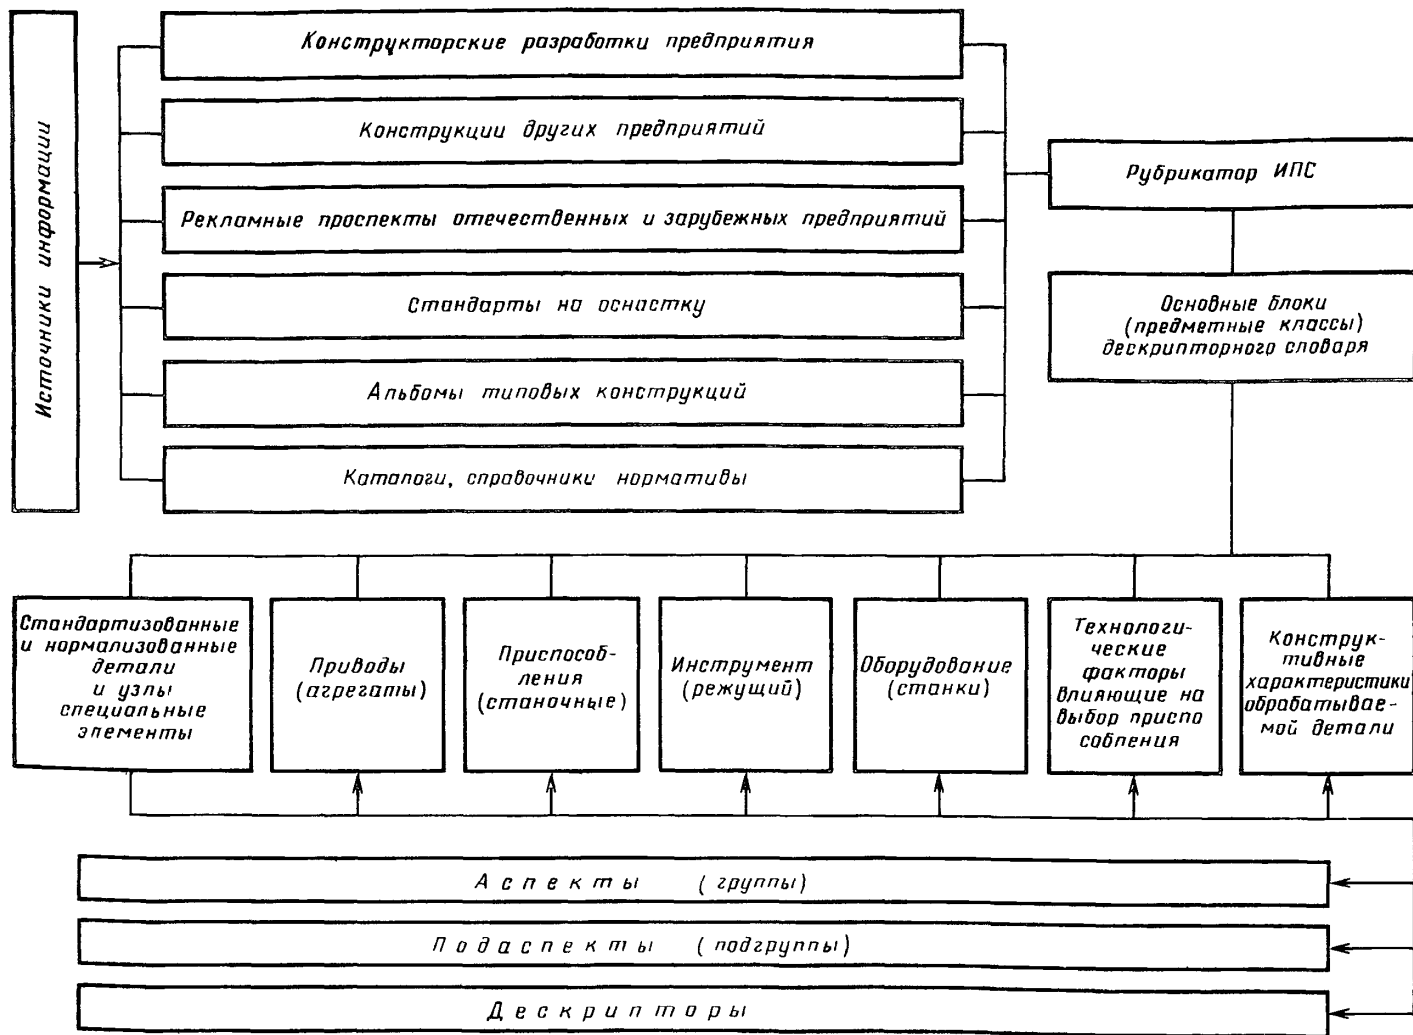 Источники информации
Конструкторские разработки предприятия
Конструкции других предприятий
Рекламные проспекты отечественных и зарубежных предприятий
Стандарты на оснастку
Альбомы типовых конструкций
Каталоги, справочники нормативы
Рубрикатор ИПС
Основные блоки
(предметные классы)
дескрипторного словаря
Стандартизованные
и нормализованные
детали
и узлы
специальные
элементы
Приводы
(агрегаты)
Приспособ-
ления
(станочные)
Инструмент
(режущий)
Оборудование
(станки)
Технологи-
ческие
факторы
влияющие на
выбор приспо
собления
Конструк-
тивные
характеристики
обрабатывае-
мой детали
Аспекты (группы)
Подаспекты (подгруппы)
Дескрипторы